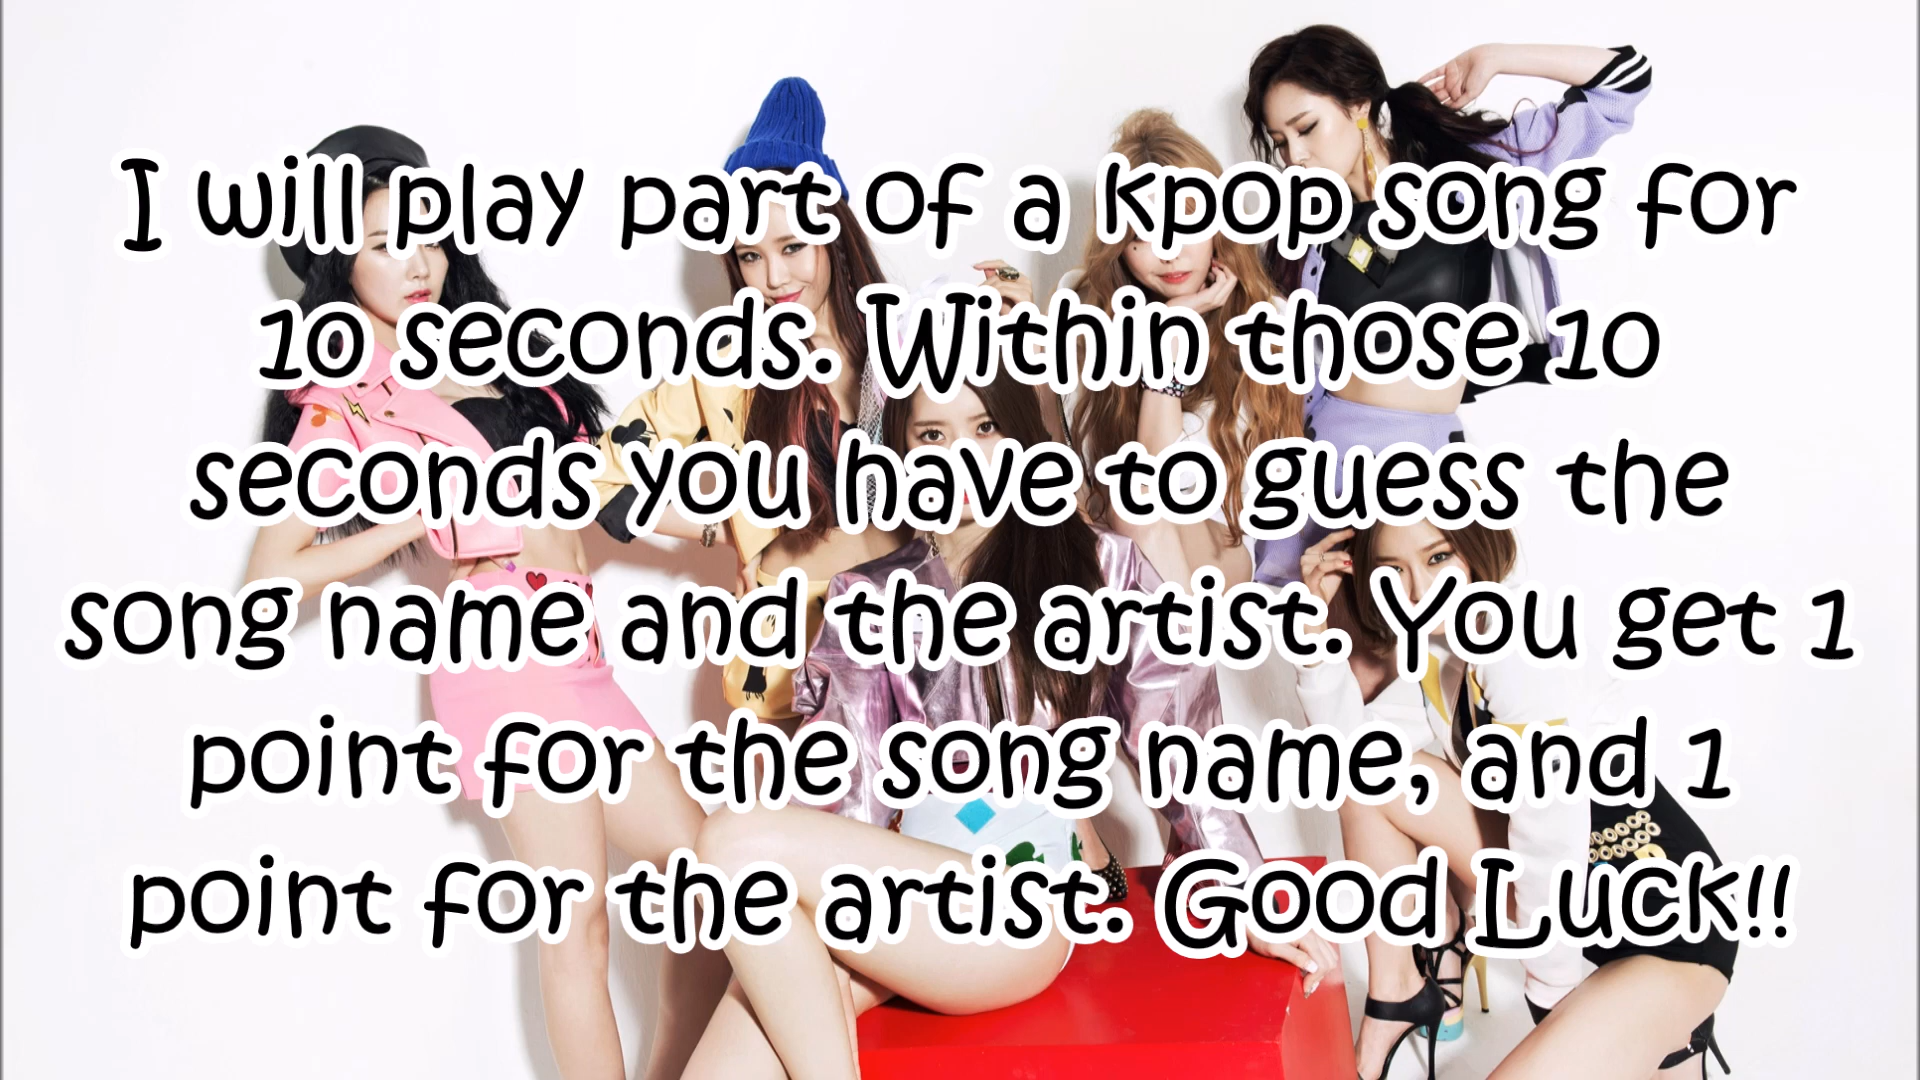 I will play part of a kpop song for
10 seconds. Within those 10
seconds you have to guess the
song name and the artist. You get 1
point for the song name, and 1
point for the artist. Good Luck!!